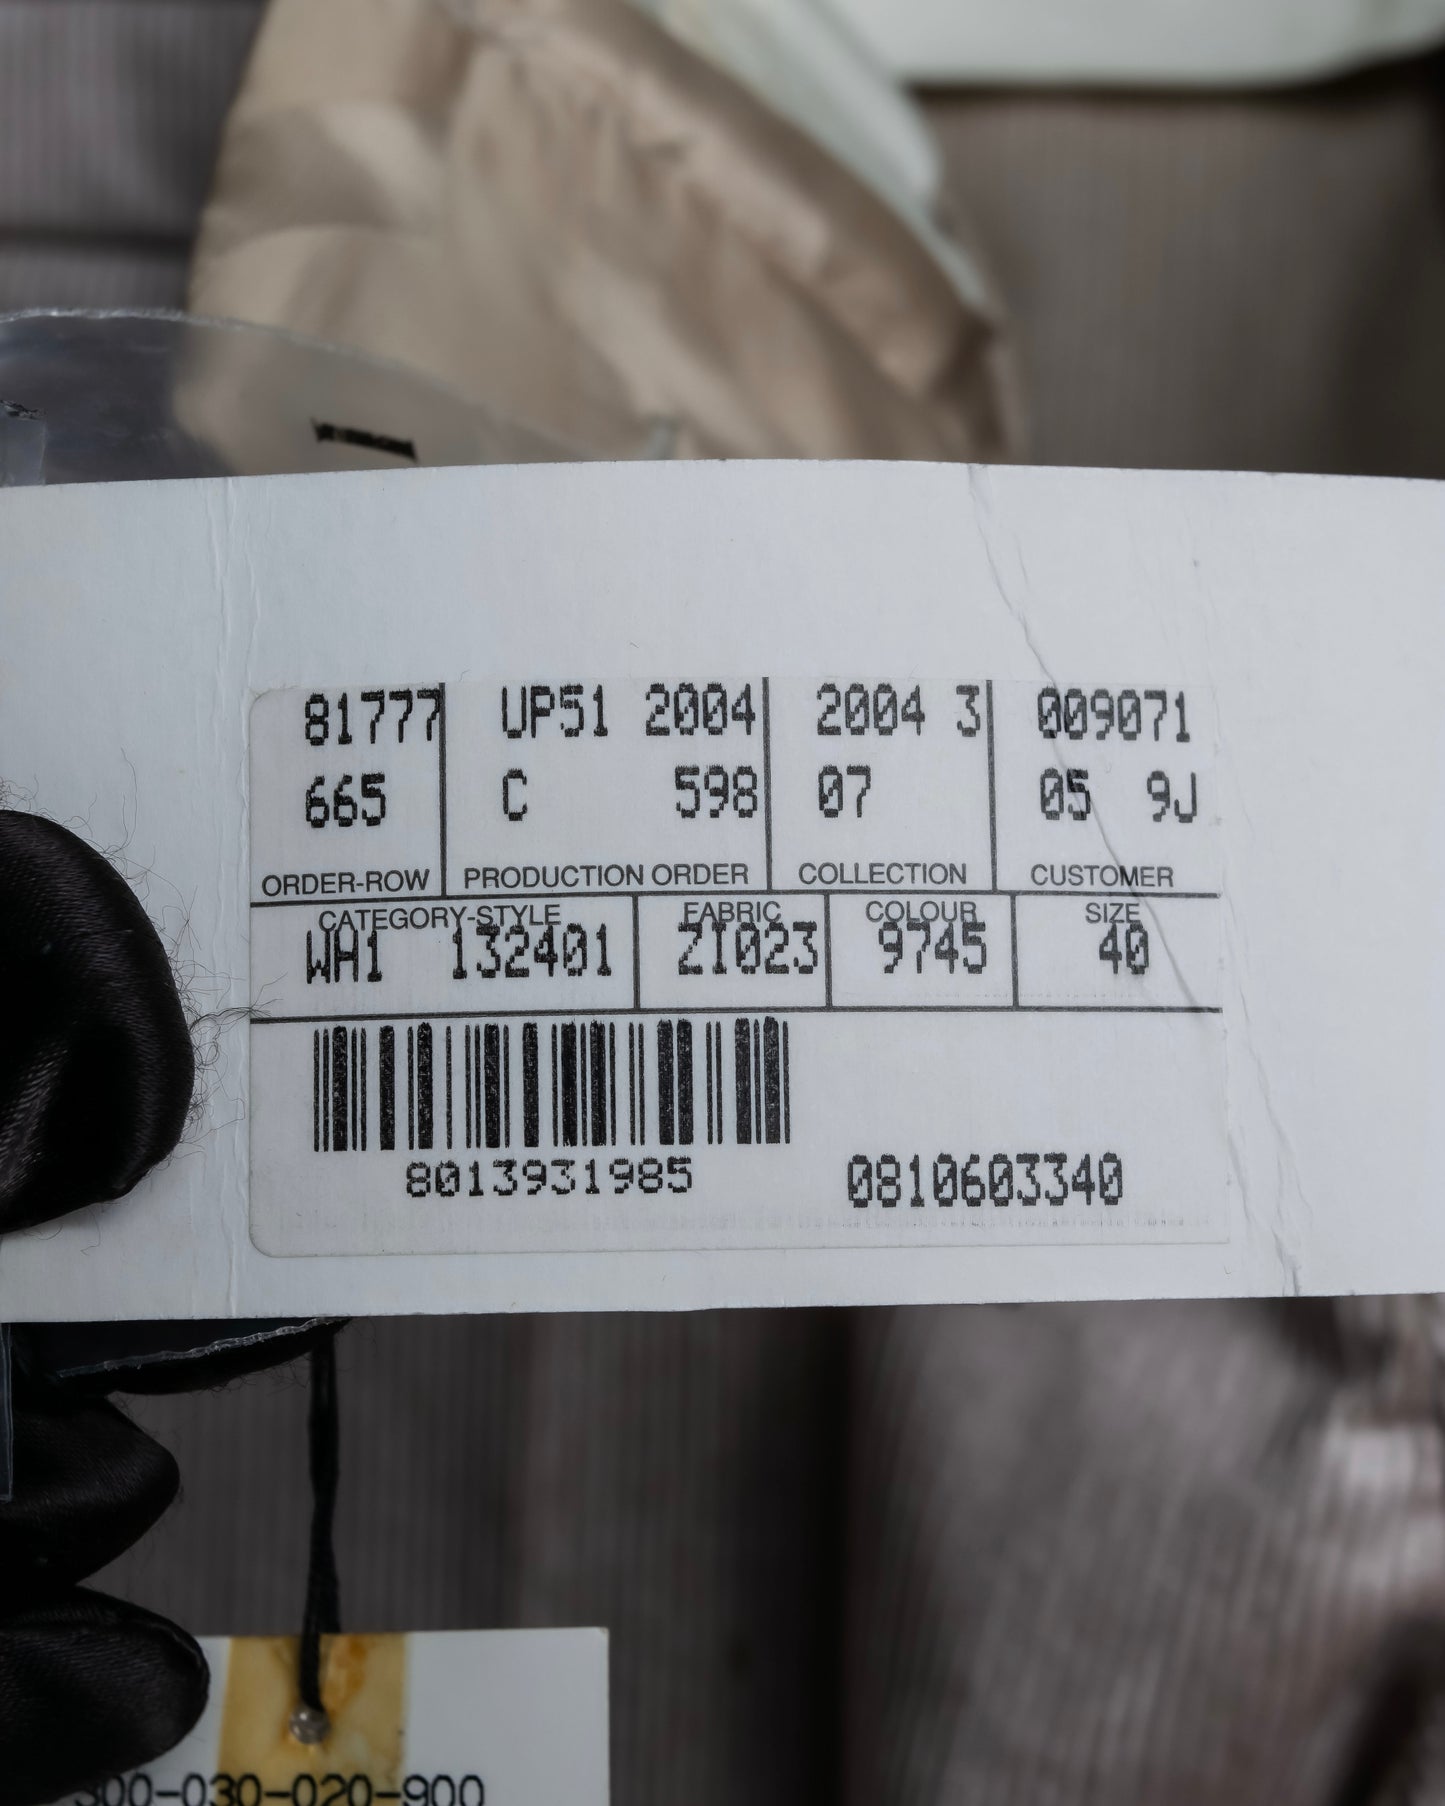 81777 UP51 2004 2004 3 009071
665 C 598 07 05 9J
ORDER-ROW PRODUCTION ORDER COLLECTION CUSTOMER
CATEGORY-STYLE FABRIC COLOUR SIZE
WA1 132401 ZI023 9745 40
8013931985 0810603340
300-030-020-900